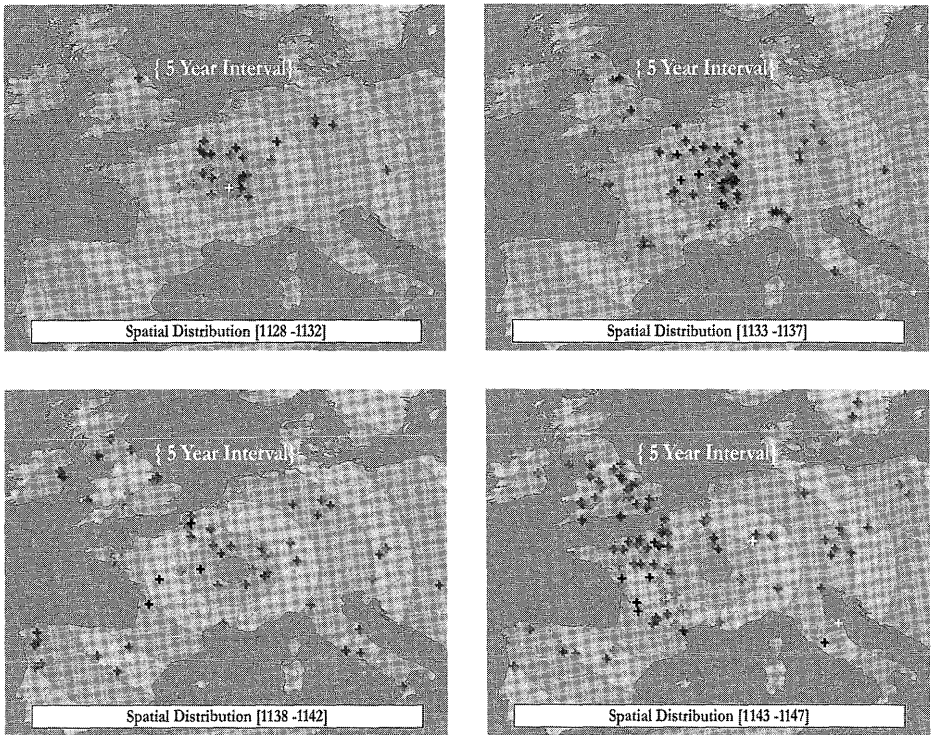 { 5 Year Interval}
Spatial Distribution [1128 -1132]
{ 5 Year Interval}
Spatial Distribution [1133 -1137]
{ 5 Year Interval}
Spatial Distribution [1138 -1142]
{ 5 Year Interval}
Spatial Distribution [1143 -1147]